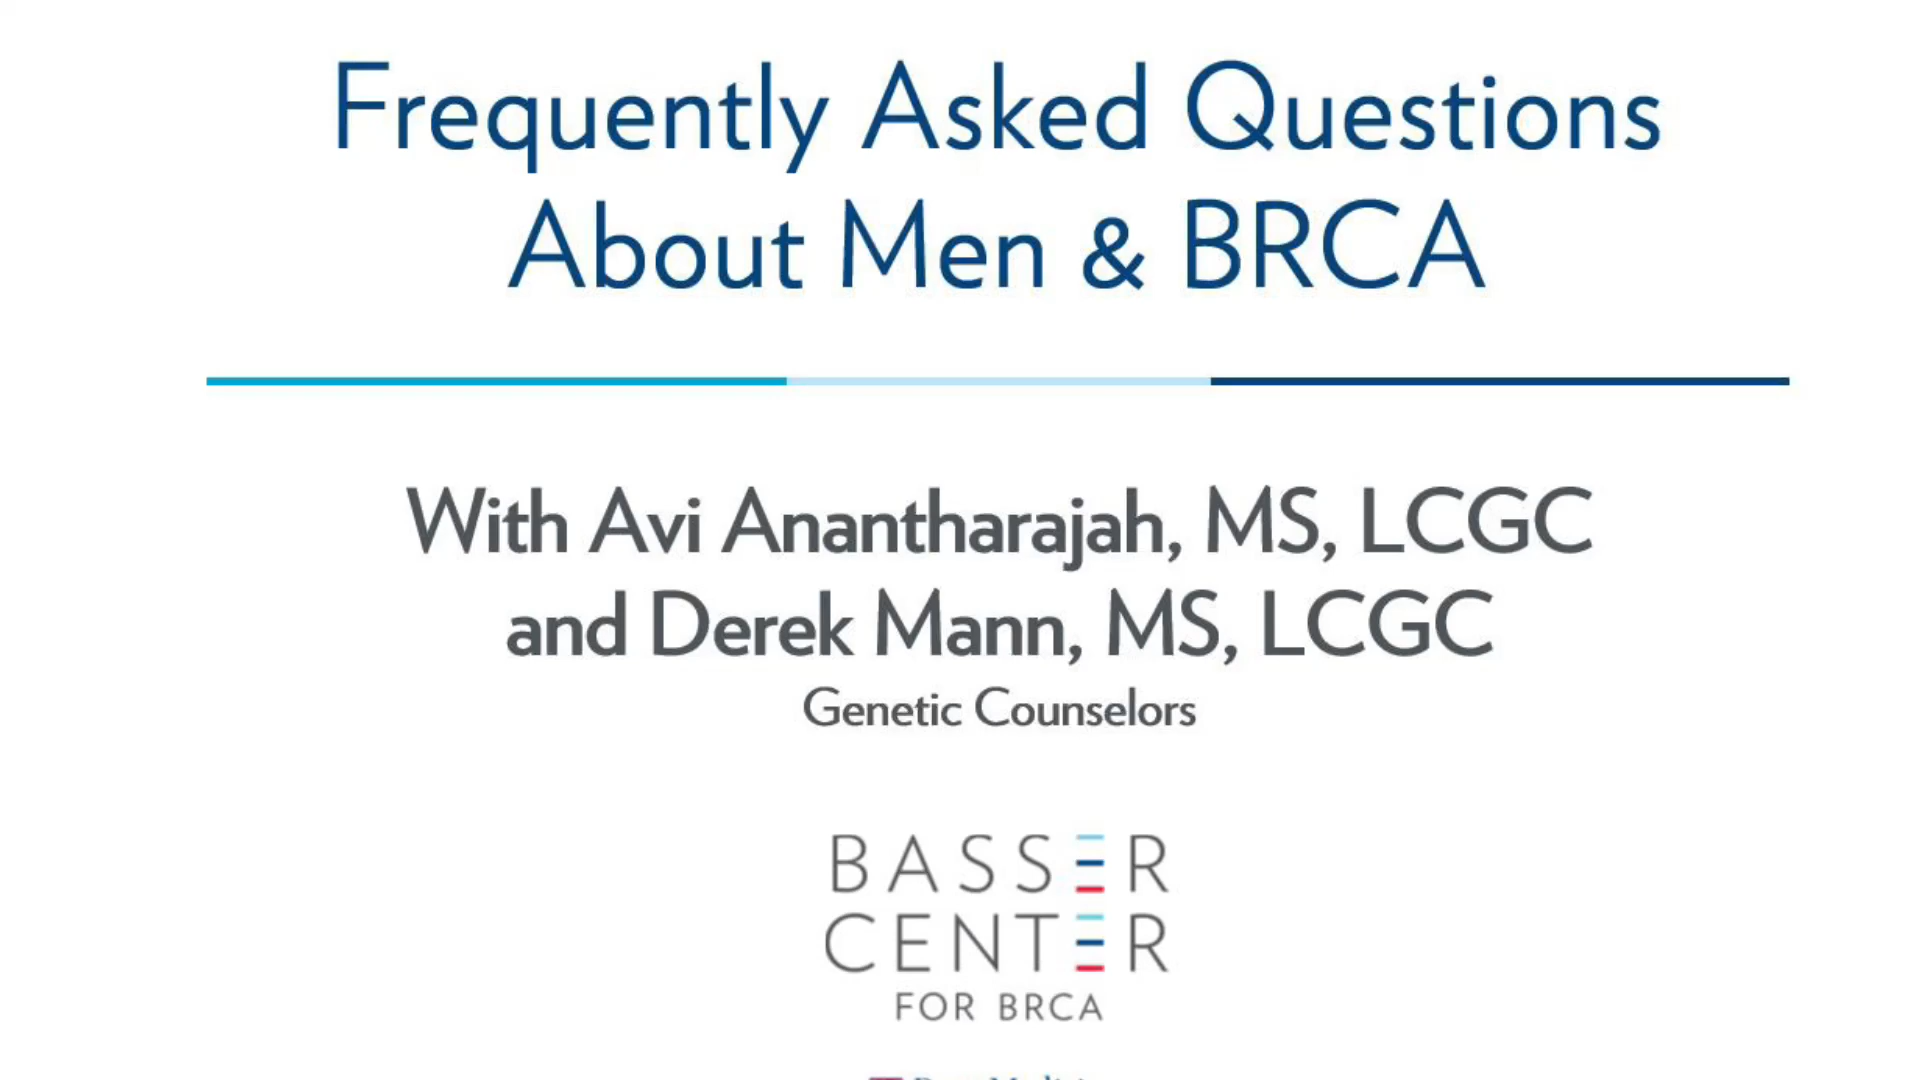 Frequently Asked Questions
About Men & BRCA
With Avi Anantharajah, MS, LCGC
and Derek Mann, MS, LCGC
Genetic Counselors
BASSER
CENTER
FOR BRCA